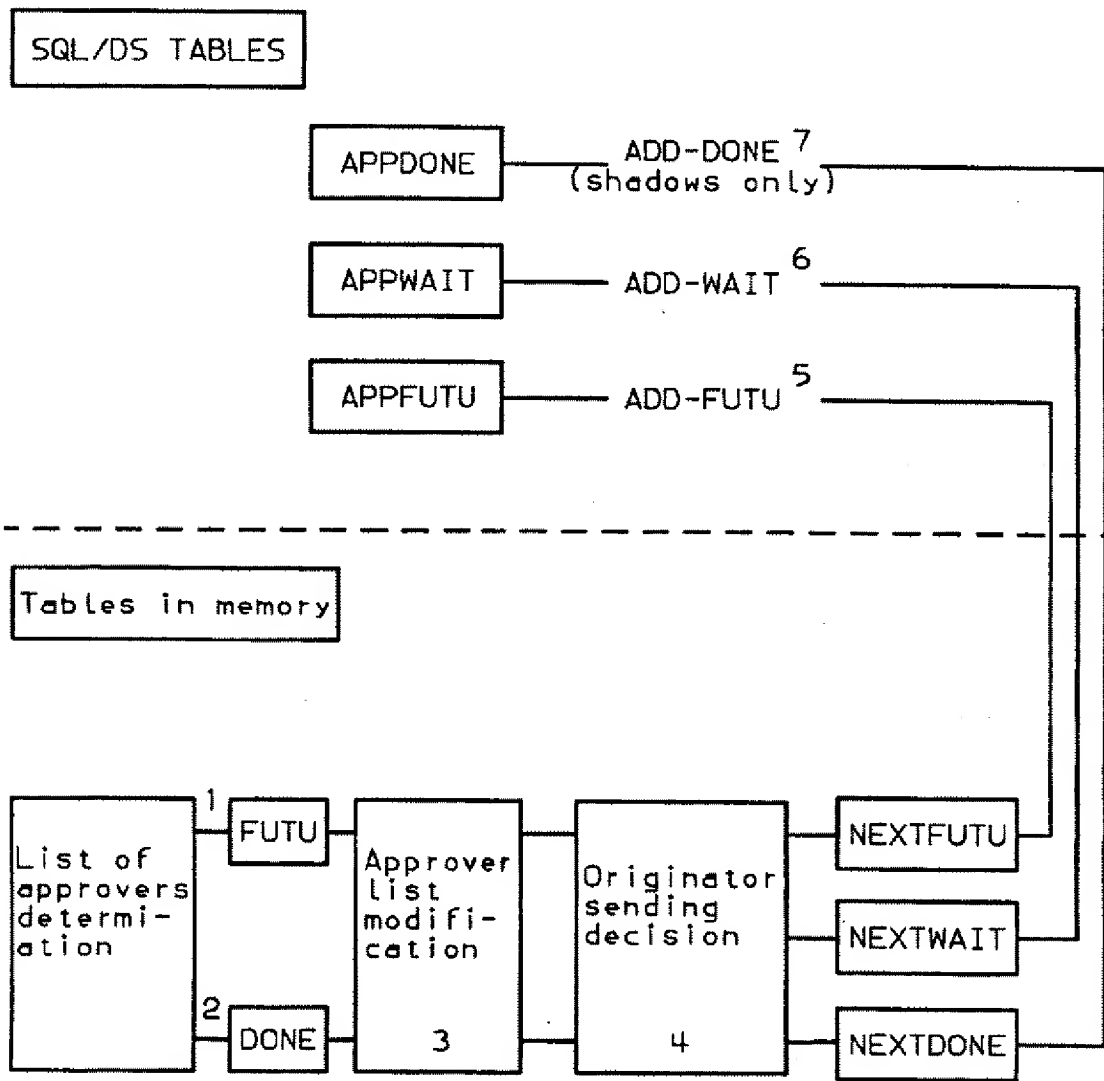 SQL/DS TABLES
APPDONE
ADD-DONE 7
(shadows only)
APPWAIT
ADD-WAIT 6
APPFUTU
ADD-FUTU 5
Tables in memory
List of
approvers
determi-
ation
1
FUTU
2
DONE
Approver
list
modifi-
cation
3
Originator
sending
decision
4
NEXTFUTU
NEXTWAIT
NEXTDONE